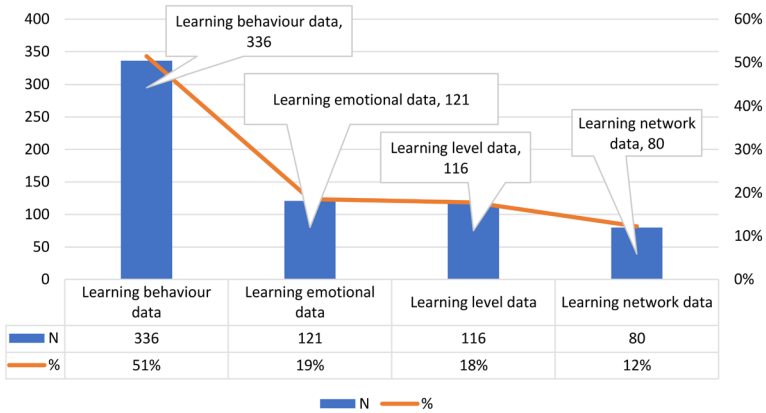 400
350
300
250
200
150
100
50
0
60%
50%
40%
30%
20%
10%
0%
Learning behaviour data,
336
Learning emotional data, 121
Learning level data,
116
Learning network
data, 80
Learning behaviour
data
Learning emotional
data
Learning level data
Learning network data
N 336 121 116 80
% 51% 19% 18% 12%
N %